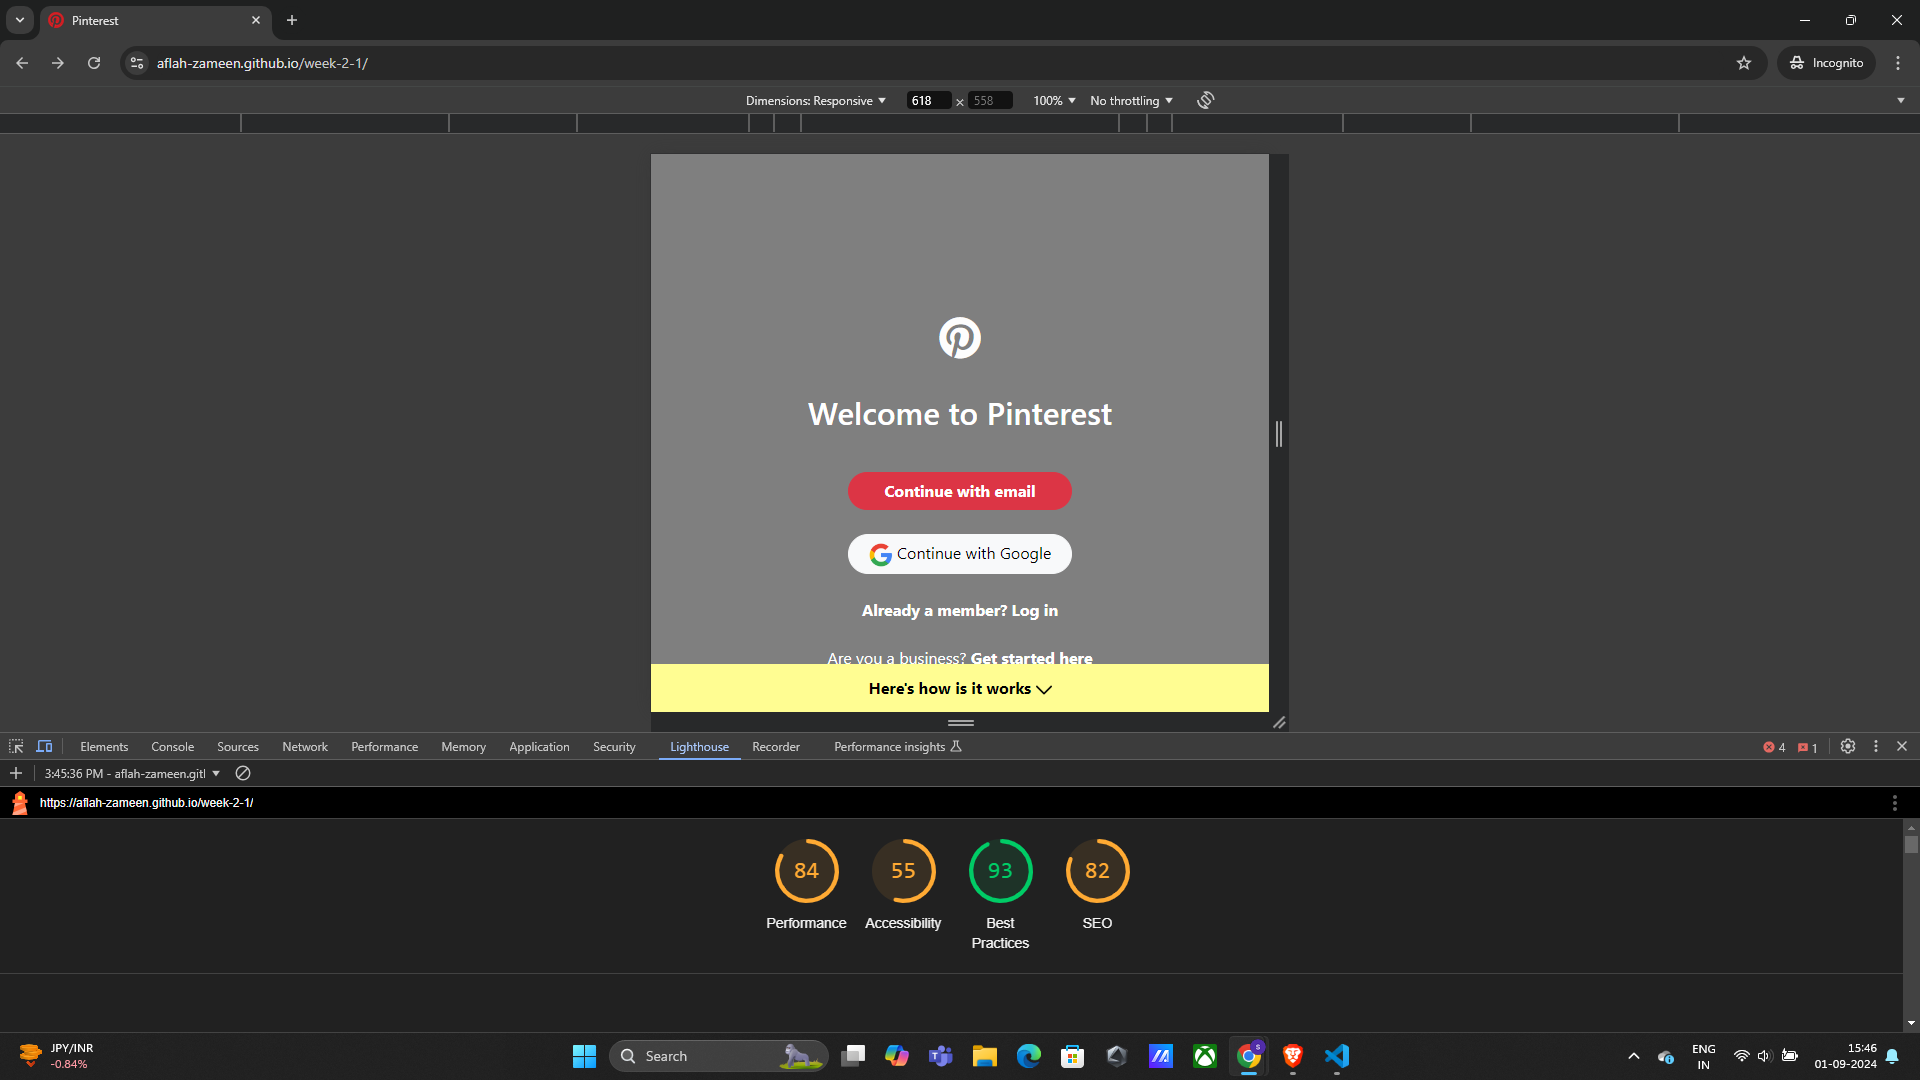 Pinterest
aflah-zameen.github.io/week-2-1/
Incognito
Dimensions: Responsive 618 × 558 100% No throttling
Welcome to Pinterest
Continue with email
Continue with Google
Already a member? Log in
Are you a business? Get started here
Here's how is it works
Elements Console Sources Network Performance Memory Application Security Lighthouse Recorder Performance insights 4 1
3:45:36 PM - aflah-zameen.gitl
https://aflah-zameen.github.io/week-2-1/
84 55 93 82
Performance Accessibility Best Practices SEO
JPY/INR
-0.84%
Search
ENG
IN
15:46
01-09-2024